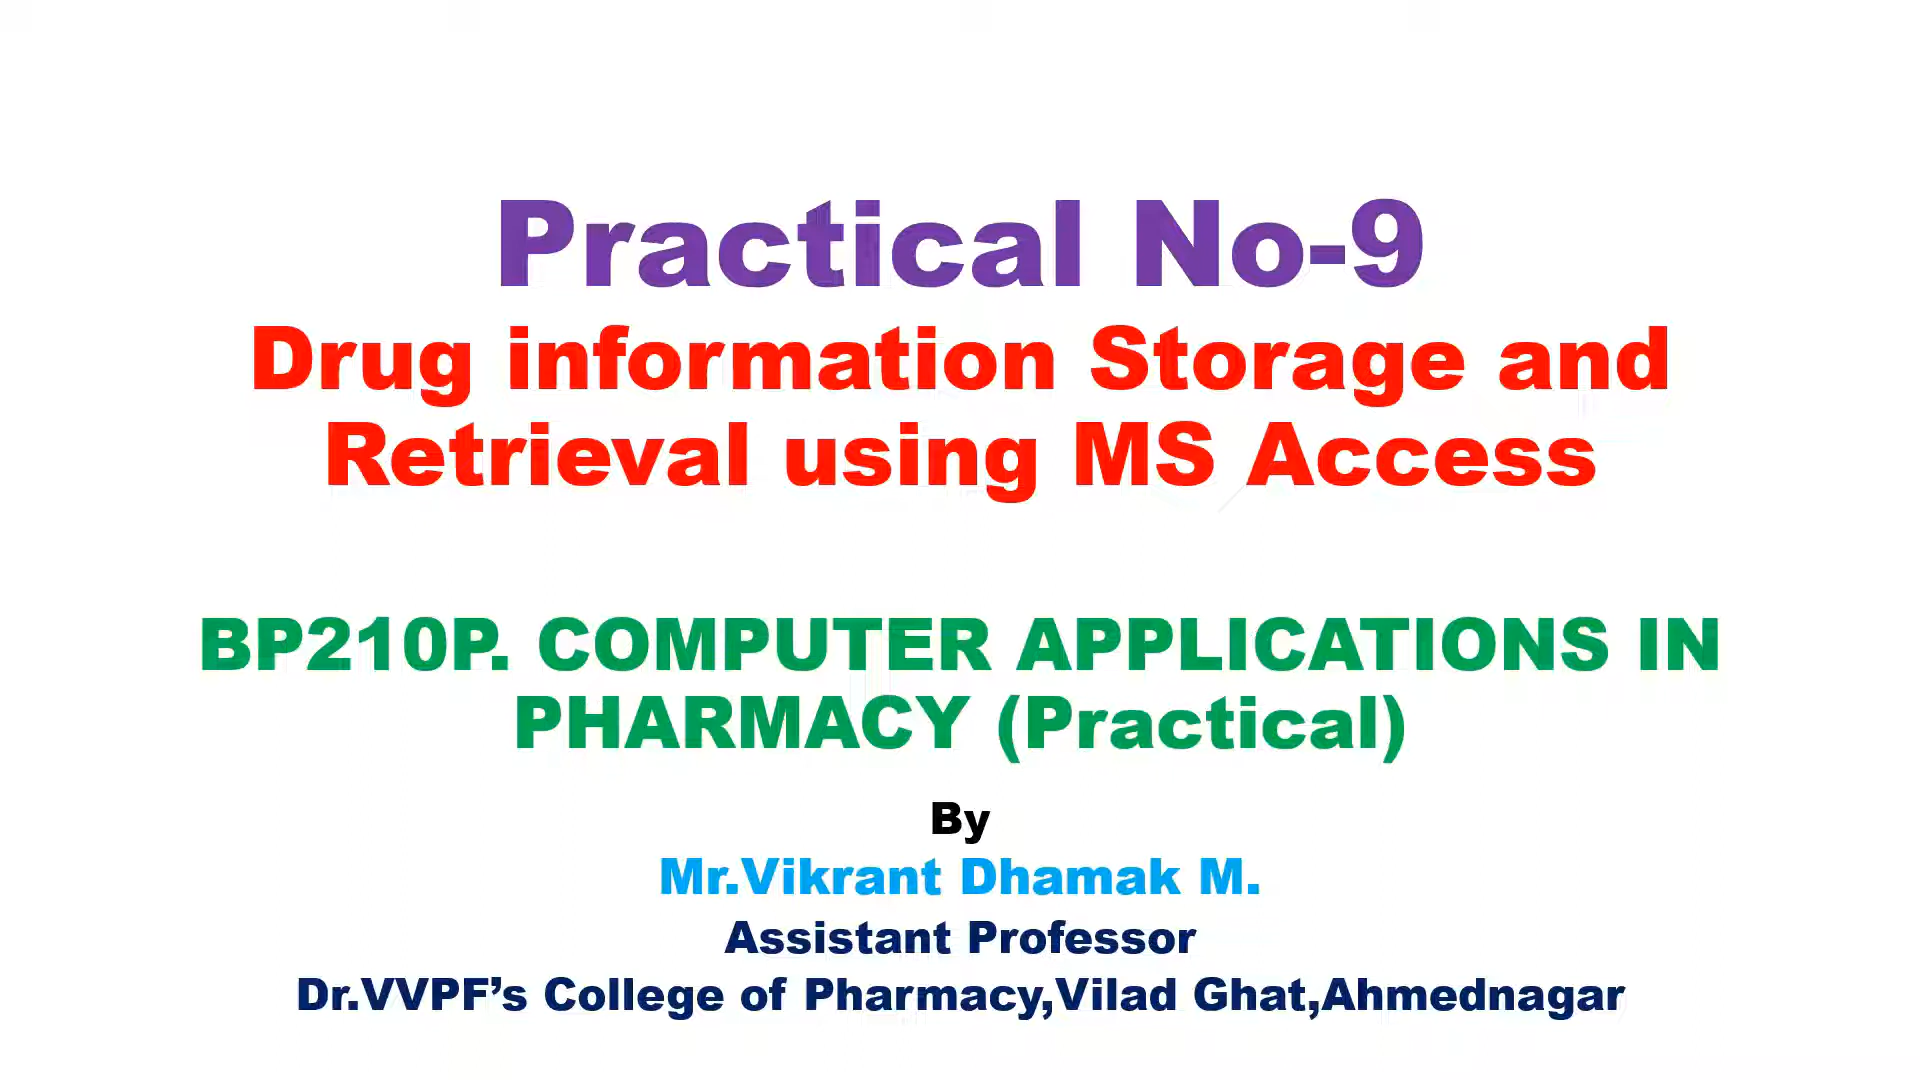 Practical No-9
Drug information Storage and
Retrieval using MS Access
BP210P. COMPUTER APPLICATIONS IN
PHARMACY (Practical)
By
Mr.Vikrant Dhamak M.
Assistant Professor
Dr.VVPF’s College of Pharmacy,Vilad Ghat,Ahmednagar